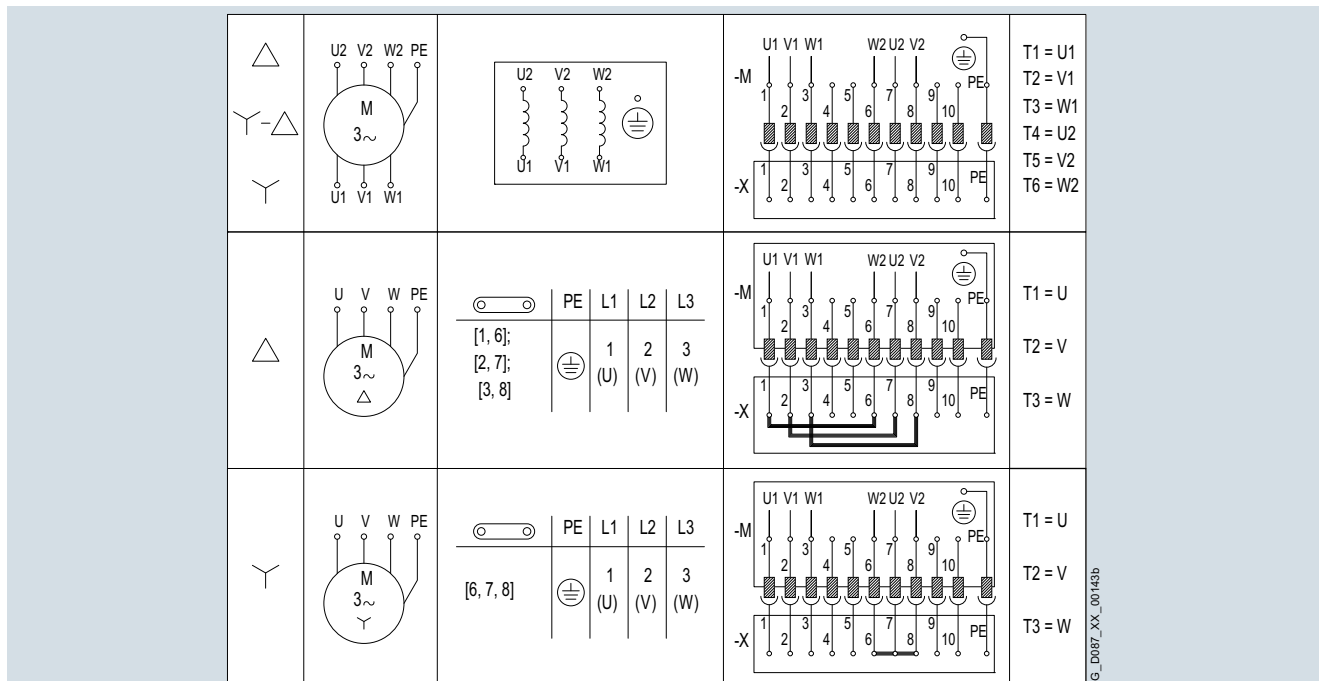 U2 V2 W2 PE
M
3~
U1 V1 W1
U2 V2 W2
U1 V1 W1
U1 V1 W1 W2 U2 V2
-M
PE
1 2 3 4 5 6 7 8 9 10
-X
1 2 3 4 5 6 7 8 9 10 PE
T1 = U1
T2 = V1
T3 = W1
T4 = U2
T5 = V2
T6 = W2
U V W PE
M
3~
PE L1 L2 L3
[1, 6];
[2, 7];
[3, 8]
1 2 3
(U) (V) (W)
U1 V1 W1 W2 U2 V2
-M
PE
1 2 3 4 5 6 7 8 9 10
-X
1 2 3 4 5 6 7 8 9 10 PE
T1 = U
T2 = V
T3 = W
U V W PE
M
3~
PE L1 L2 L3
[6, 7, 8]
1 2 3
(U) (V) (W)
U1 V1 W1 W2 U2 V2
-M
PE
1 2 3 4 5 6 7 8 9 10
-X
1 2 3 4 5 6 7 8 9 10 PE
T1 = U
T2 = V
T3 = W
G_D087_XX_00143b